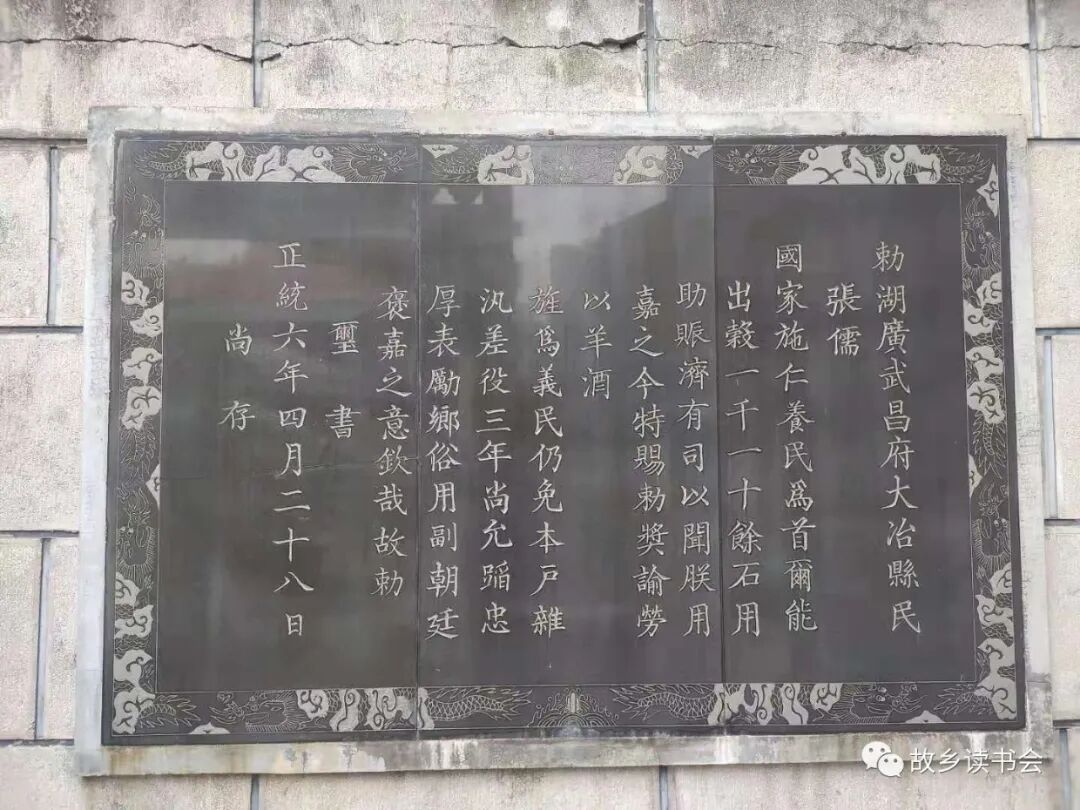 勅湖廣武昌府大冶縣民
張儒
國家施仁養民爲首爾能
出榖一千一十餘石用
助賑濟有司以聞朕用
嘉之今特賜勅奬諭勞
以羊酒
旌爲義民仍免本戸雜
汎差役三年尚允蹈忠
厚表勵鄉俗用副朝廷
褒嘉之意欽哉故勅
璽書
正統六年四月二十八日
尚存
故乡读书会